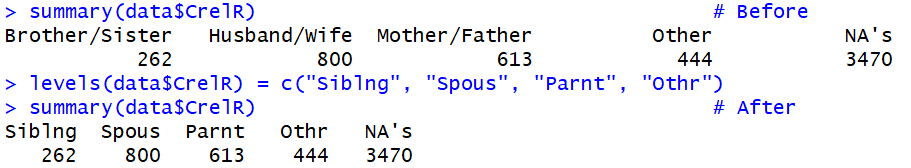 > summary(data$CrelR) # Before
Brother/Sister Husband/Wife Mother/Father Other NA's
262 800 613 444 3470
> levels(data$CrelR) = c("Siblng", "Spous", "Parnt", "Othr")
> summary(data$CrelR) # After
Siblng Spous Parnt Othr NA's
262 800 613 444 3470